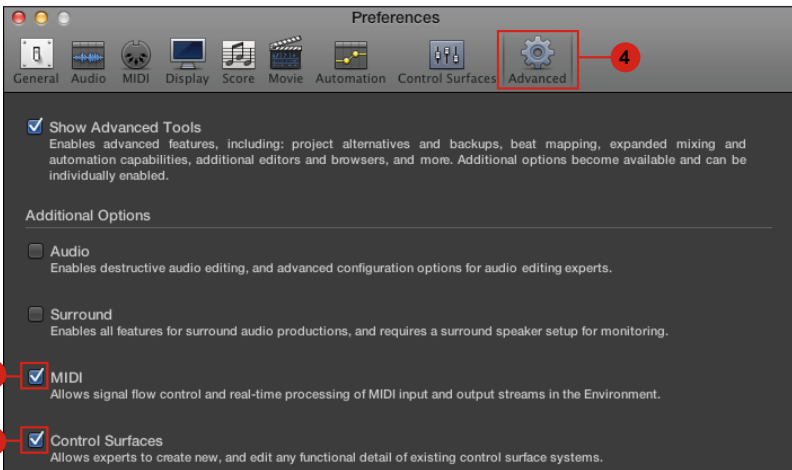 Preferences
General Audio MIDI Display Score Movie Automation Control Surfaces Advanced
4
Show Advanced Tools
Enables advanced features, including: project alternatives and backups, beat mapping, expanded mixing and
automation capabilities, additional editors and browsers, and more. Additional options become available and can be
individually enabled.
Additional Options
Audio
Enables destructive audio editing, and advanced configuration options for audio editing experts.
Surround
Enables all features for surround audio productions, and requires a surround speaker setup for monitoring.
MIDI
Allows signal flow control and real-time processing of MIDI input and output streams in the Environment.
Control Surfaces
Allows experts to create new, and edit any functional detail of existing control surface systems.